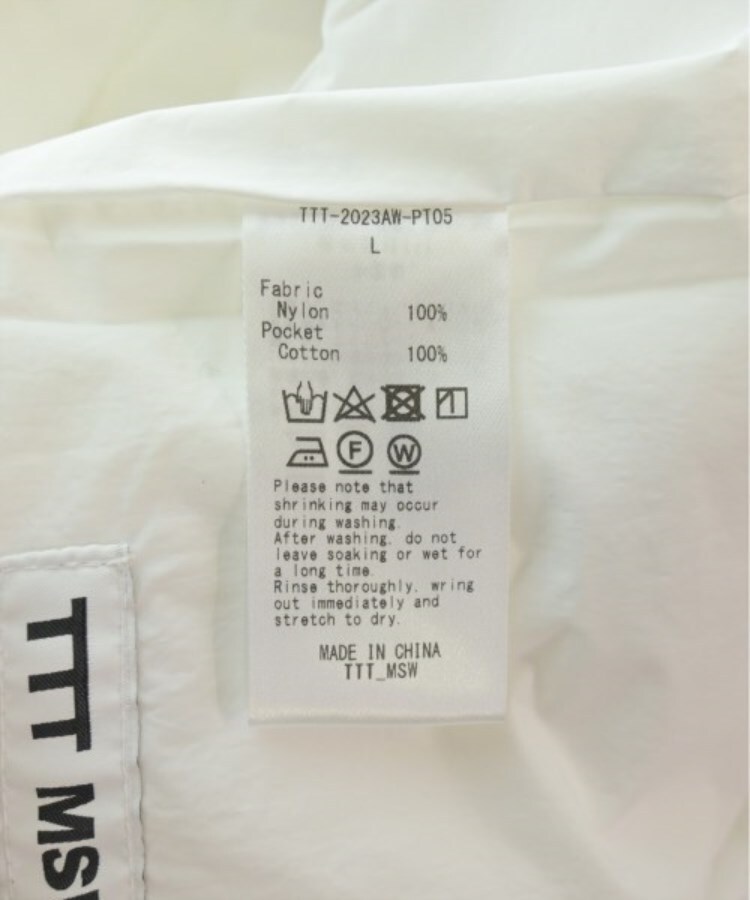 TTT-2023AW-PT05
L
Fabric
Nylon 100%
Pocket
Cotton 100%
F W
Please note that
shrinking may occur
during washing.
After washing. do not
leave soaking or wet for
a long time.
Rinse thoroughly. wring
out immediately and
stretch to dry.
MADE IN CHINA
TTT_MSW
TTT MS